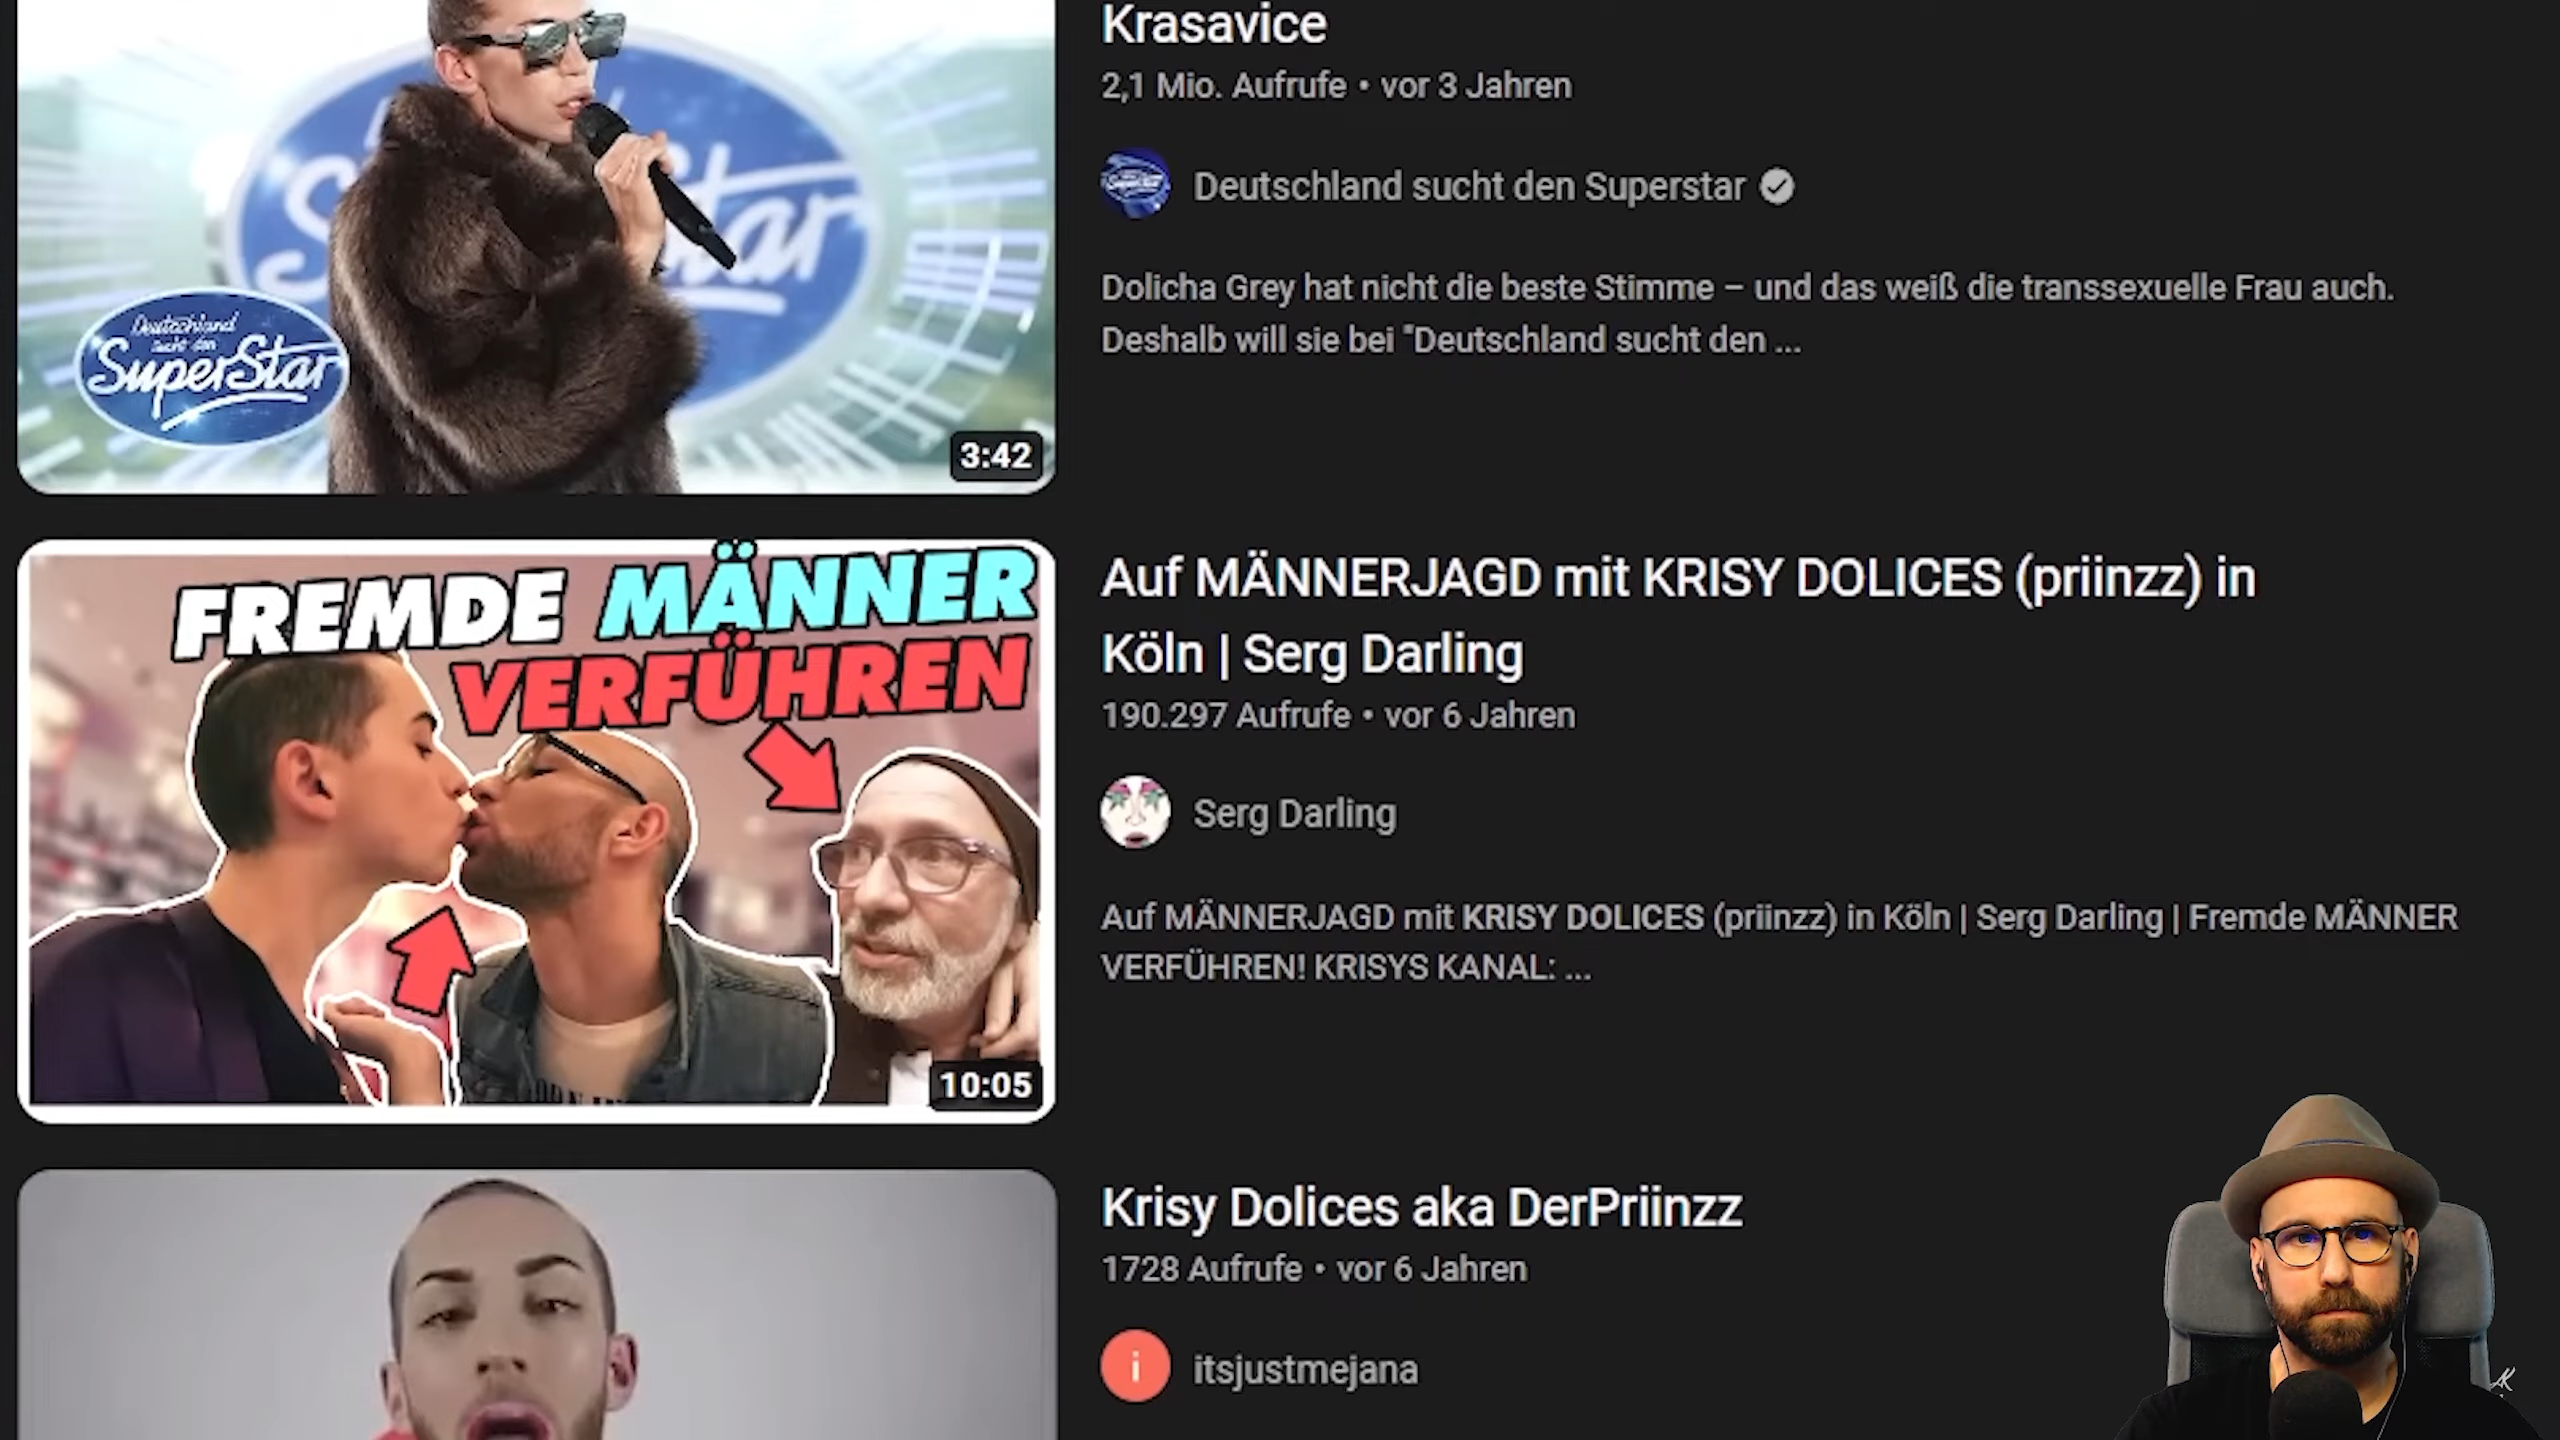 Krasavice
2,1 Mio. Aufrufe • vor 3 Jahren
Deutschland sucht den Superstar
Dolicha Grey hat nicht die beste Stimme – und das weiß die transsexuelle Frau auch.
Deshalb will sie bei "Deutschland sucht den ...
Star
Deutschland
sucht den
SuperStar
3:42
FREMDE MÄNNER
VERFÜHREN
10:05
Auf MÄNNERJAGD mit KRISY DOLICES (priinzz) in
Köln | Serg Darling
190.297 Aufrufe • vor 6 Jahren
Serg Darling
Auf MÄNNERJAGD mit KRISY DOLICES (priinzz) in Köln | Serg Darling | Fremde MÄNNER
VERFÜHREN! KRISYS KANAL: ...
Krisy Dolices aka DerPriinzz
1728 Aufrufe • vor 6 Jahren
i
itsjustmejana
AK